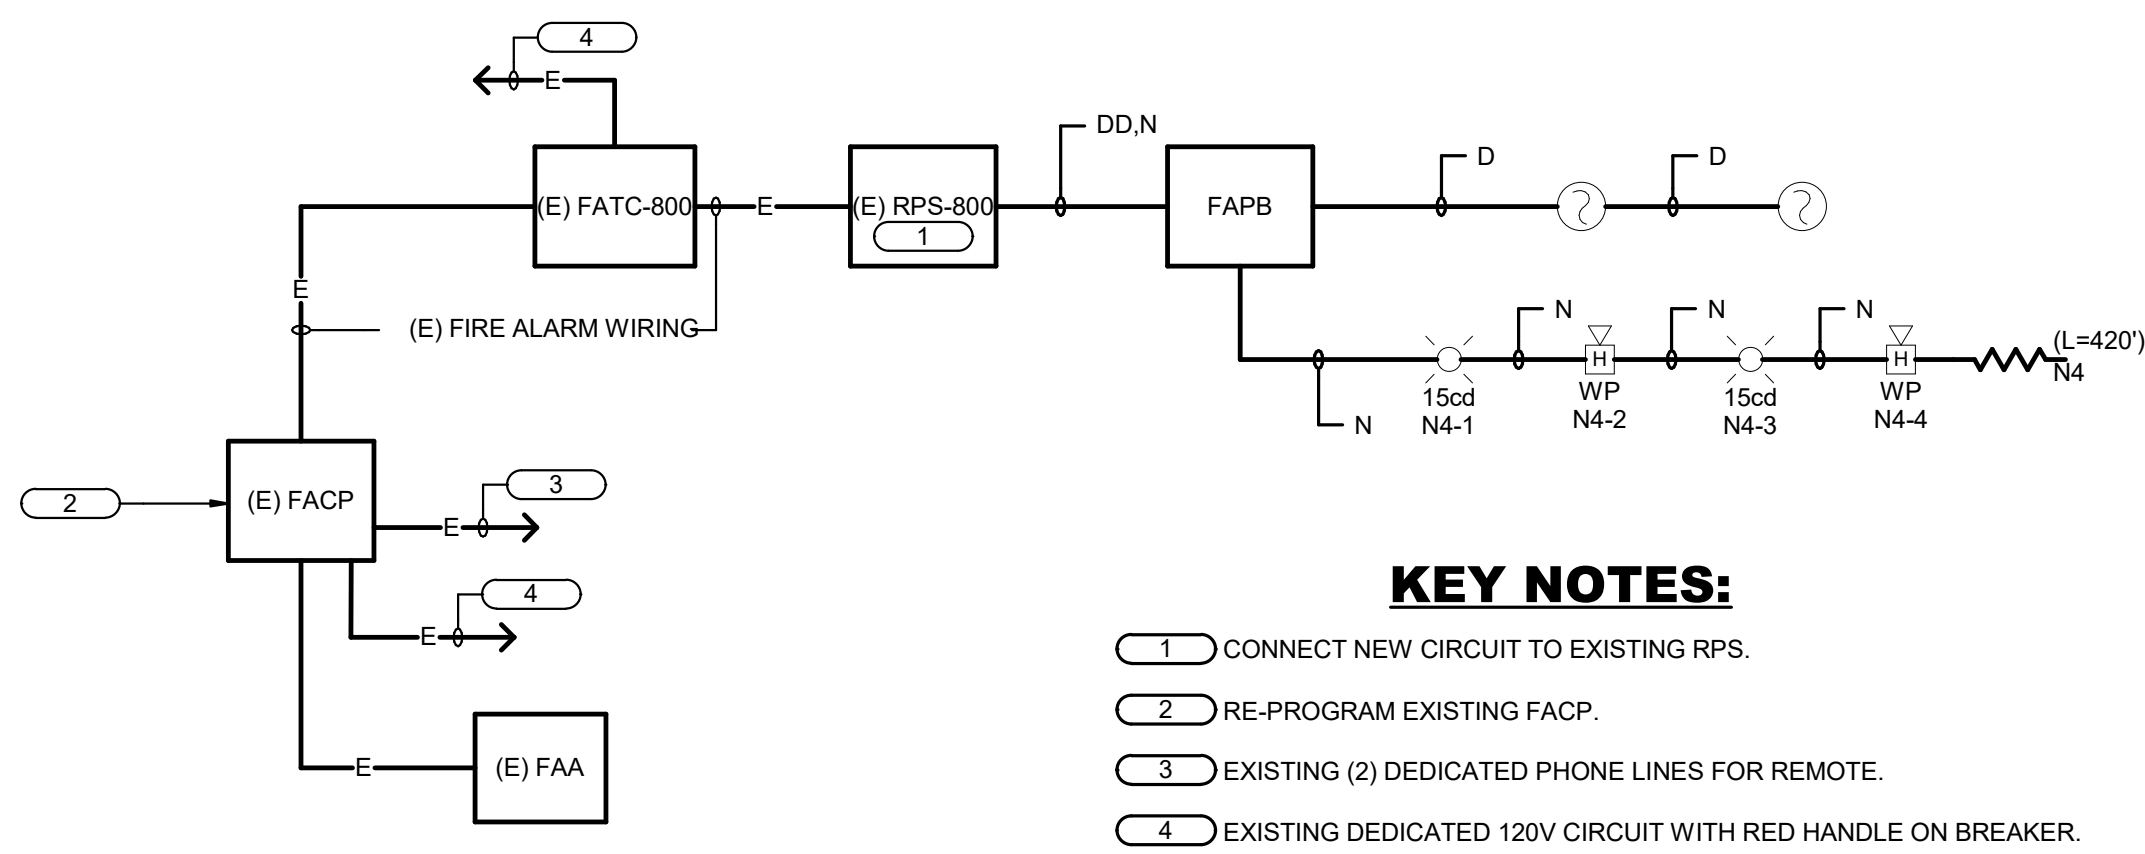 4
E
DD,N
D
D
(E) FATC-800
E
(E) RPS-800
1
FAPB
E
(E) FIRE ALARM WIRING
N
N
N
(L=420')
N4
H
H
15cd
N4-1
WP
N4-2
15cd
N4-3
WP
N4-4
N
2
(E) FACP
3
E
4
E
E
(E) FAA
KEY NOTES:
1 CONNECT NEW CIRCUIT TO EXISTING RPS.
2 RE-PROGRAM EXISTING FACP.
3 EXISTING (2) DEDICATED PHONE LINES FOR REMOTE.
4 EXISTING DEDICATED 120V CIRCUIT WITH RED HANDLE ON BREAKER.